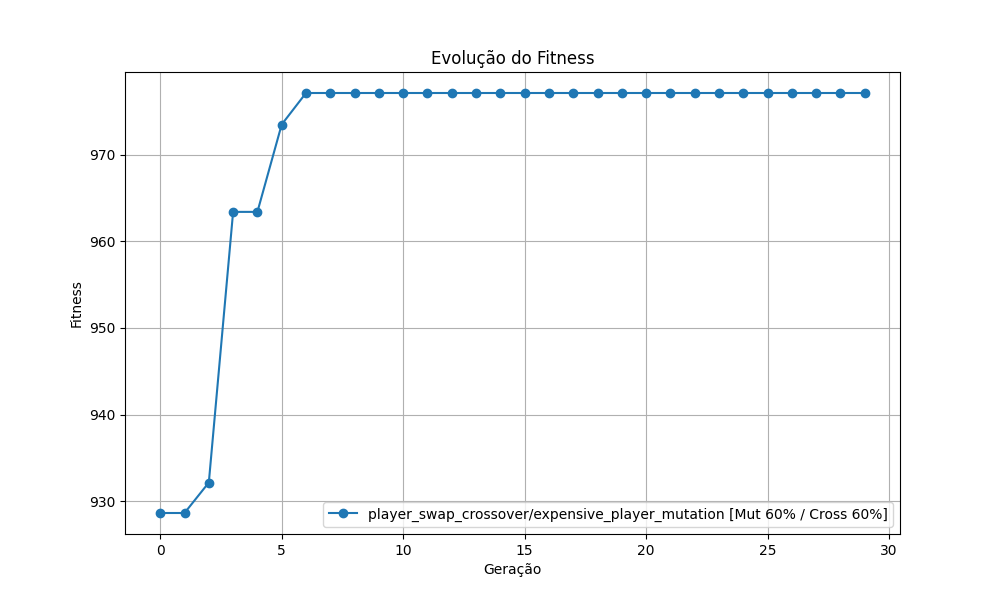 Evolução do Fitness
Fitness
970
960
950
940
930
player_swap_crossover/expensive_player_mutation [Mut 60% / Cross 60%]
0 5 10 15 20 25 30
Geração